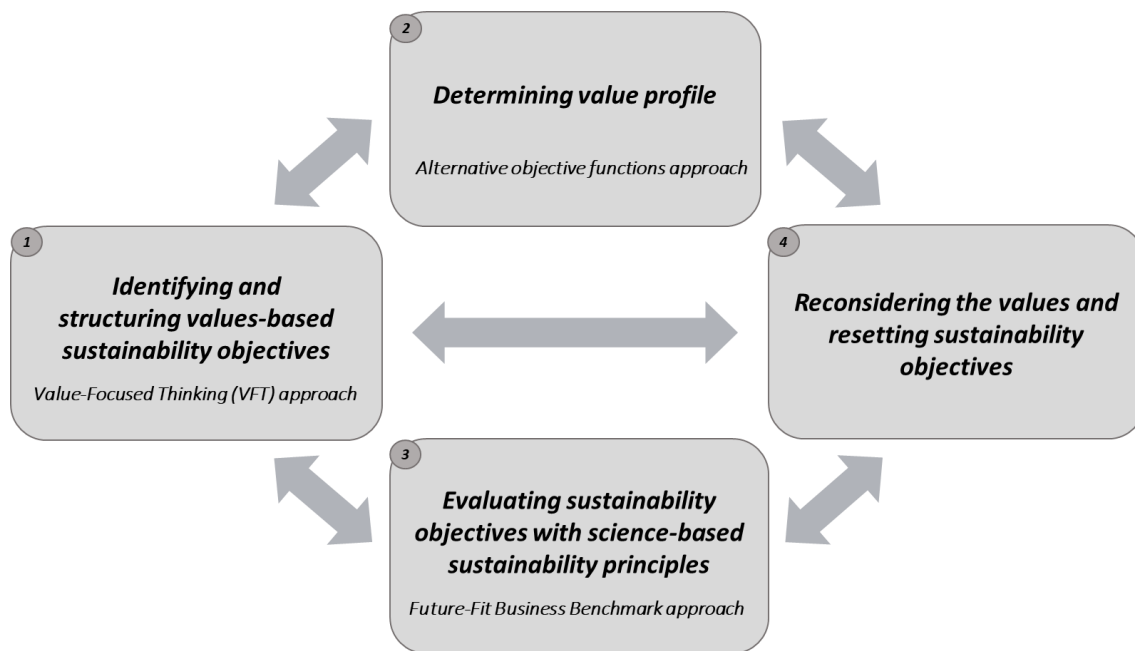 2
Determining value profile
Alternative objective functions approach
1
Identifying and
structuring values-based
sustainability objectives
Value-Focused Thinking (VFT) approach
4
Reconsidering the values and
resetting sustainability
objectives
3
Evaluating sustainability
objectives with science-based
sustainability principles
Future-Fit Business Benchmark approach